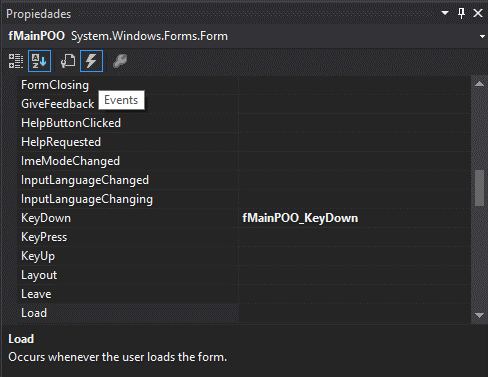 Propiedades
fMainPOO System.Windows.Forms.Form
FormClosing
GiveFeedback
Events
HelpButtonClicked
HelpRequested
ImeModeChanged
InputLanguageChanged
InputLanguageChanging
KeyDown fMainPOO_KeyDown
KeyPress
KeyUp
Layout
Leave
Load
Load
Occurs whenever the user loads the form.